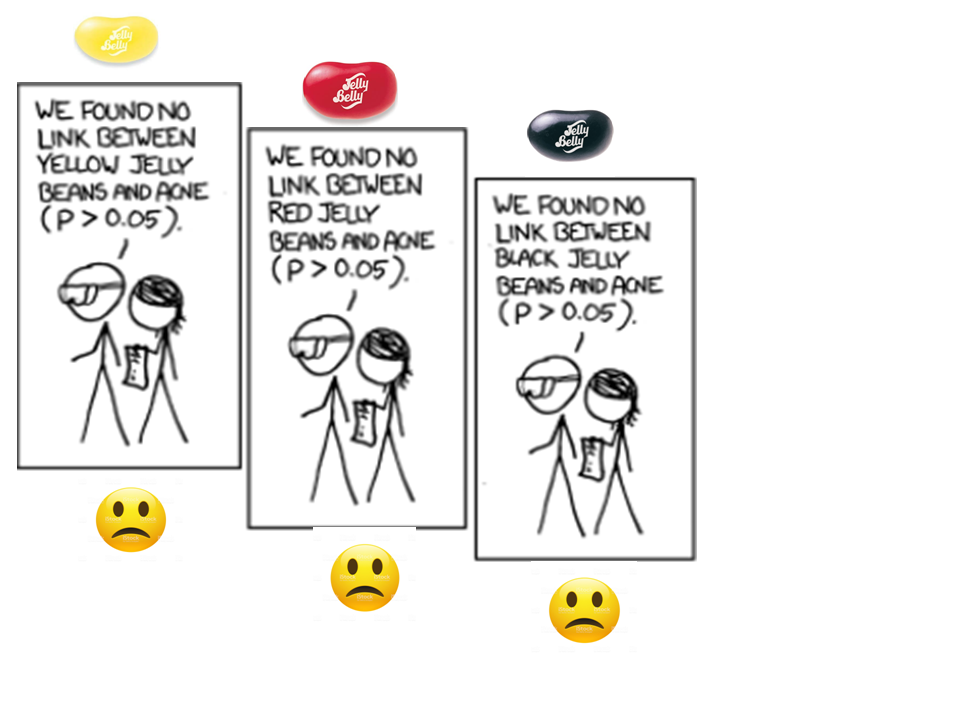 Jelly
Belly
WE FOUND NO
LINK BETWEEN
YELLOW JELLY
BEANS AND ACNE
(P > 0.05).
Jelly
Belly
WE FOUND NO
LINK BETWEEN
RED JELLY
BEANS AND ACNE
(P > 0.05).
Jelly
Belly
WE FOUND NO
LINK BETWEEN
BLACK JELLY
BEANS AND ACNE
(P > 0.05).